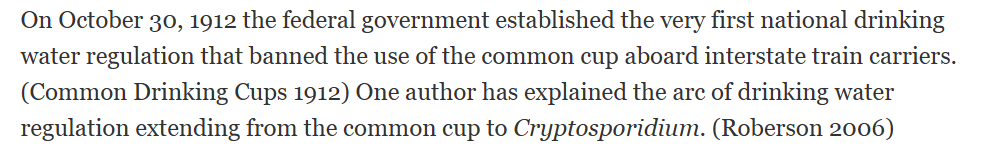 On October 30, 1912 the federal government established the very first national drinking
water regulation that banned the use of the common cup aboard interstate train carriers.
(Common Drinking Cups 1912) One author has explained the arc of drinking water
regulation extending from the common cup to Cryptosporidium. (Roberson 2006)